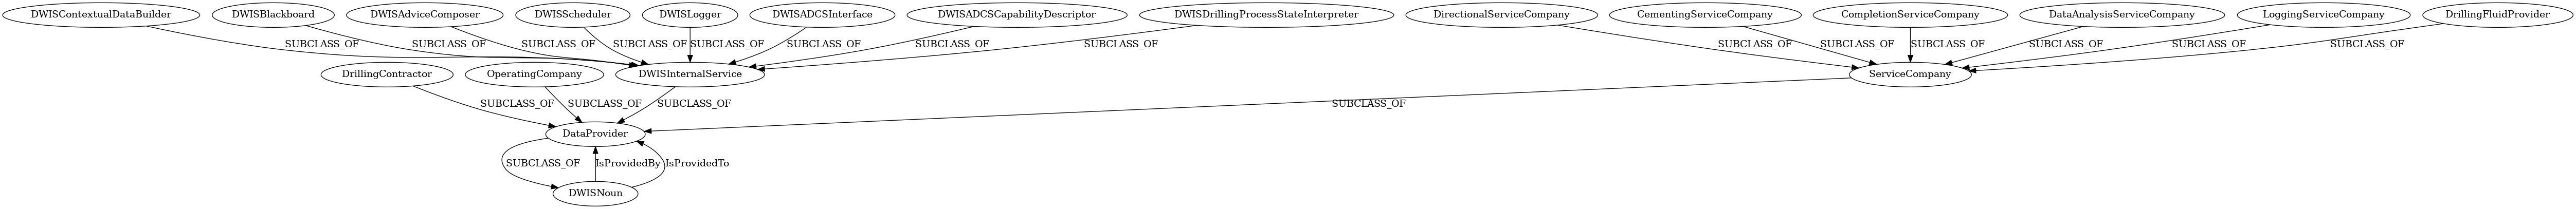 DWISContextualDataBuilder DWISBlackboard DWISAdviceComposer DWISScheduler DWISLogger DWISADCSInterface DWISADCSCapabilityDescriptor DWISDrillingProcessStateInterpreter DirectionalServiceCompany CementingServiceCompany CompletionServiceCompany DataAnalysisServiceCompany LoggingServiceCompany DrillingFluidProvider
SUBCLASS_OF SUBCLASS_OF SUBCLASS_OF SUBCLASS_OF SUBCLASS_OF SUBCLASS_OF SUBCLASS_OF SUBCLASS_OF SUBCLASS_OF SUBCLASS_OF SUBCLASS_OF SUBCLASS_OF SUBCLASS_OF SUBCLASS_OF
DrillingContractor OperatingCompany DWISInternalService ServiceCompany
SUBCLASS_OF SUBCLASS_OF SUBCLASS_OF SUBCLASS_OF
DataProvider
SUBCLASS_OF IsProvidedBy IsProvidedTo
DWISNoun